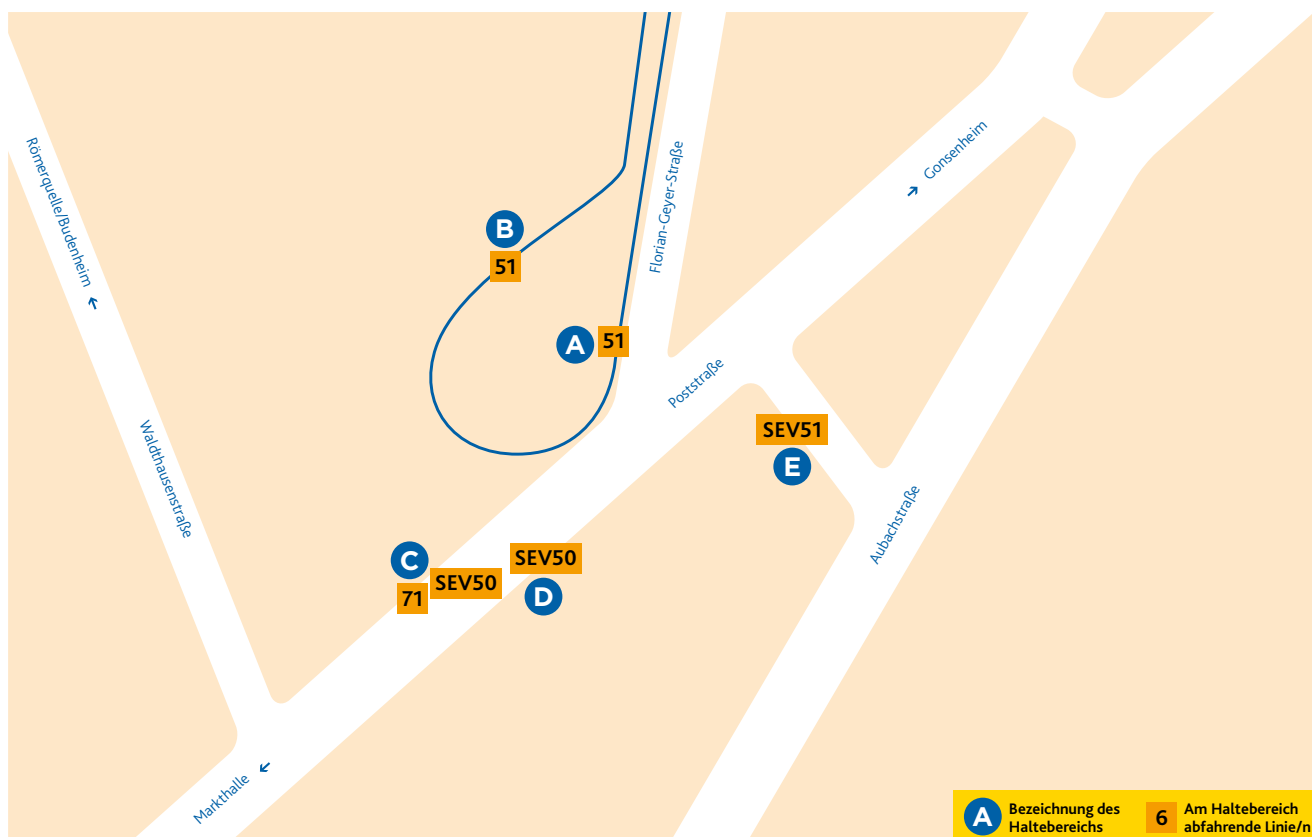 Römerquelle/Budenheim
Florian-Geyer-Straße
Gonsenheim
B
51
A
51
Poststraße
SEV51
E
Waldthausenstraße
Aubachstraße
C
SEV50
71
SEV50
D
Markthalle
A
Bezeichnung des
Haltebereichs
6
Am Haltebereich
abfahrende Linie/n